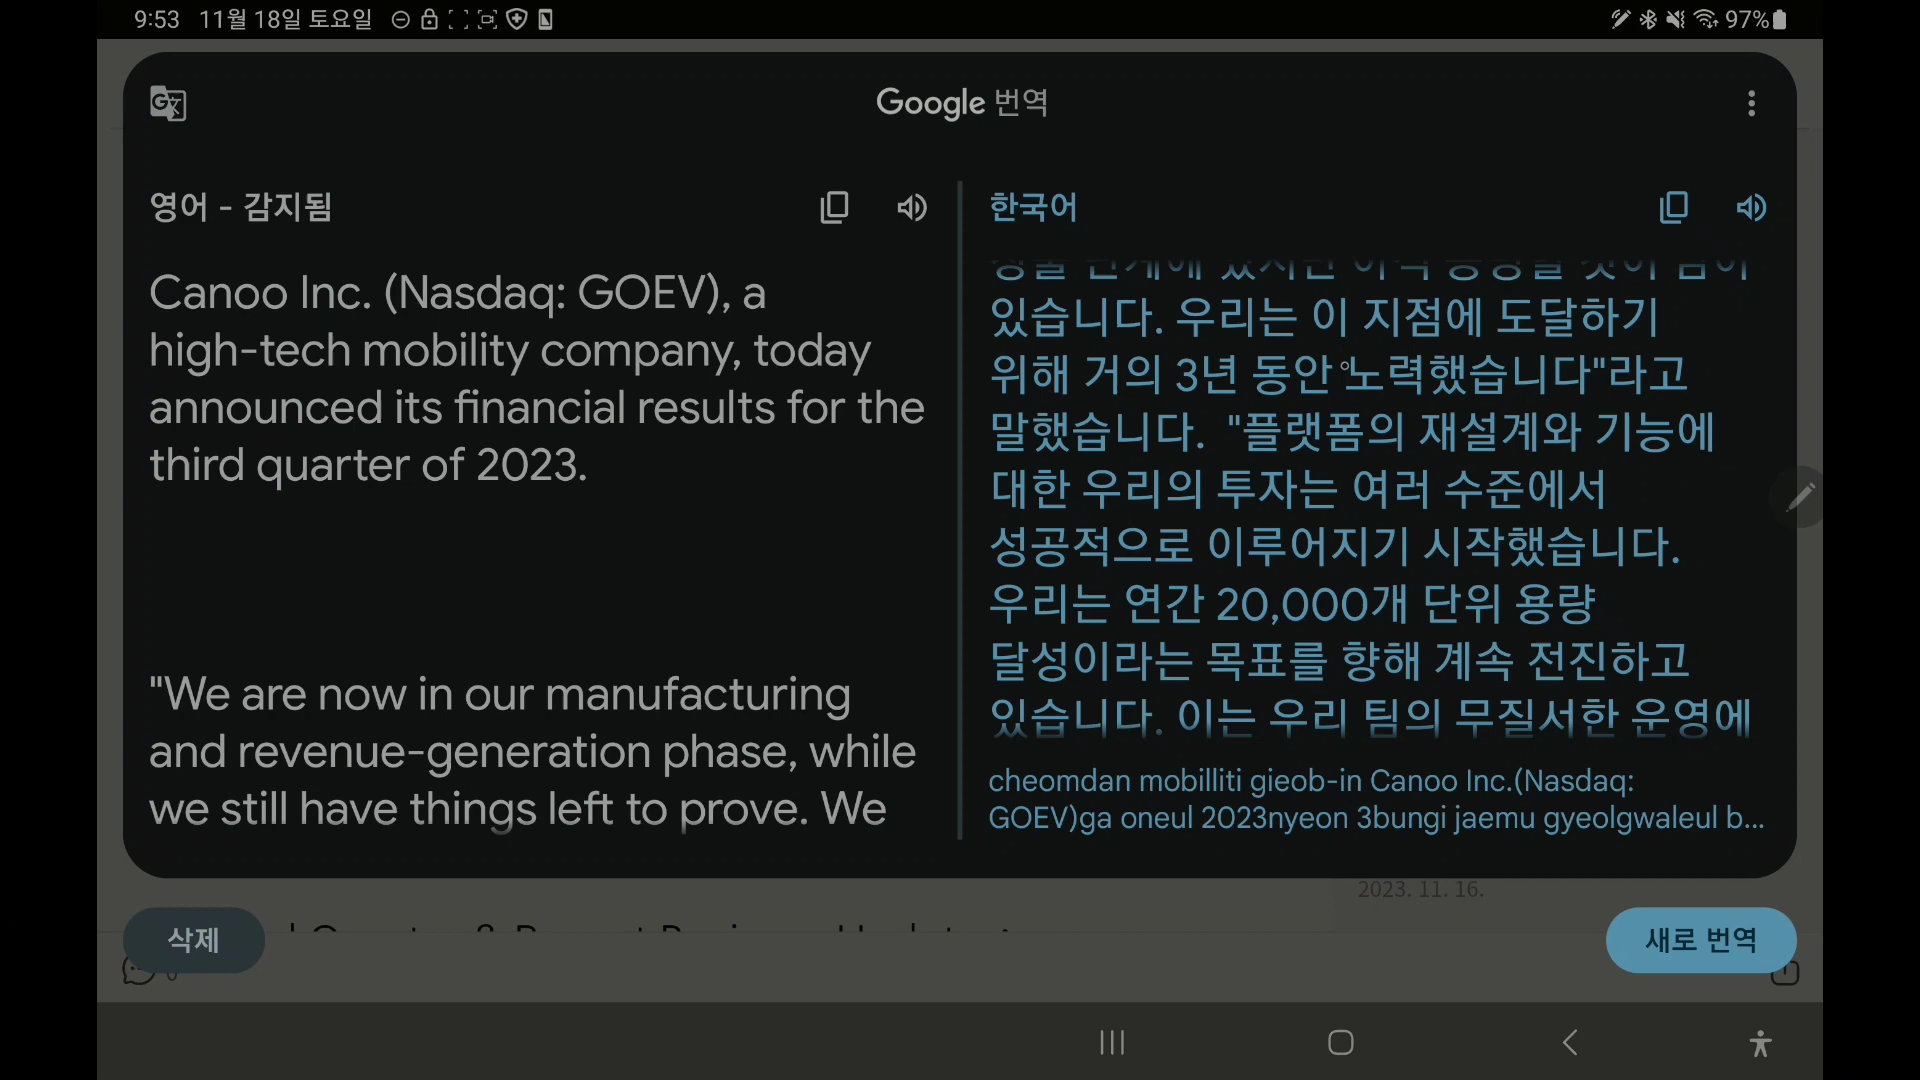 9:53 11월 18일 토요일
97%
Google 번역
영어 - 감지됨
Canoo Inc. (Nasdaq: GOEV), a
high-tech mobility company, today
announced its financial results for the
third quarter of 2023.
"We are now in our manufacturing
and revenue-generation phase, while
we still have things left to prove. We
한국어
있습니다. 우리는 이 지점에 도달하기
위해 거의 3년 동안 노력했습니다"라고
말했습니다. "플랫폼의 재설계와 기능에
대한 우리의 투자는 여러 수준에서
성공적으로 이루어지기 시작했습니다.
우리는 연간 20,000개 단위 용량
달성이라는 목표를 향해 계속 전진하고
있습니다. 이는 우리 팀의 무질서한 운영에
cheomdan mobilliti gieob-in Canoo Inc.(Nasdaq:
GOEV)ga oneul 2023nyeon 3bungi jaemu gyeolgwaleul b...
2023. 11. 16.
삭제
새로 번역